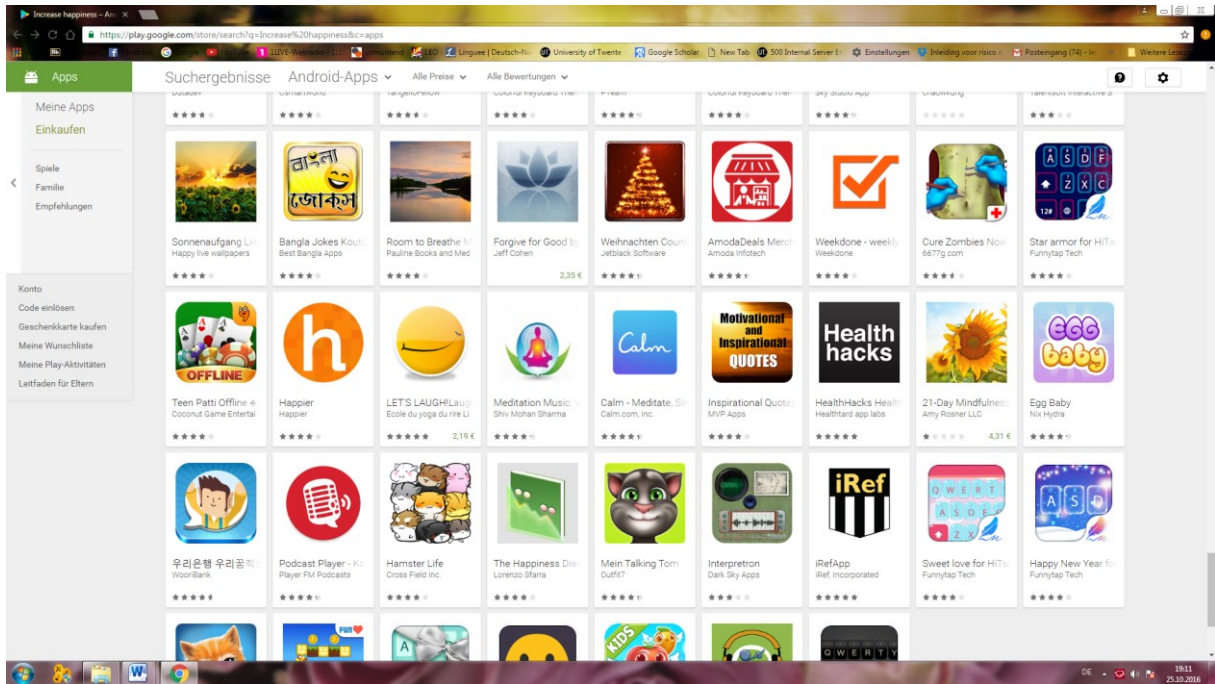 Increase happiness – An
https://play.google.com/store/search?q=Increase%20happiness&c=apps
LEO
Linguee | Deutsch-Ni
University of Twente
Google Scholar
New Tab
500 Internal Server E
Einstellungen
Inleiding voor risico
Posteingang (74)
Weitere
Apps
Suchergebnisse
Android-Apps
Alle Preise
Alle Bewertungen
Meine Apps
Einkaufen
Spiele
Familie
Empfehlungen
Konto
Code einlösen
Geschenkkarte kaufen
Meine Wunschliste
Meine Play-Aktivitäten
Leitfaden für Eltern
বাংলা
জোকস
Sonnenaufgang Liv
Happy live wallpapers
Bangla Jokes Koutu
Best Bangla Apps
Room to Breathe M
Pauline Books and Med
Forgive for Good by
Jeff Cohen
2,35 €
Weihnachten Coun
Jetblack Software
AmodaDeals Merch
Amoda Infotech
Weekdone - weekly
Weekdone
Cure Zombies Now
6677g.com
Star armor for HiTa
Funnytap Tech
OFFLINE
h
Calm
Motivational
and
Inspirational
QUOTES
Health
hacks
EGG
baby
Teen Patti Offline
Coconut Game Entertai
Happier
Happier
LET'S LAUGH!Laug
Ecole du yoga du rire Li
2,19 €
Meditation Music
Shiv Mohan Sharma
Calm - Meditate, Sle
Calm.com, Inc.
Inspirational Quote
MVP Apps
HealthHacks Healt
Healthtard app labs
21-Day Mindfulnes
Amy Rosner LLC
4,31 €
Egg Baby
Nix Hydra
iRef
우리은행 우리꿈적
WooriBank
Podcast Player - Ko
Player FM Podcasts
Hamster Life
Cross Field Inc.
The Happiness Dia
Lorenzo Sfarra
Mein Talking Tom
Outfit7
Interpretron
Dark Sky Apps
iRefApp
iRef, Incorporated
Sweet love for HiTa
Funnytap Tech
Happy New Year fo
Funnytap Tech
FUN
A
KIDS
QWERTY
DE
19:11
25.10.2016